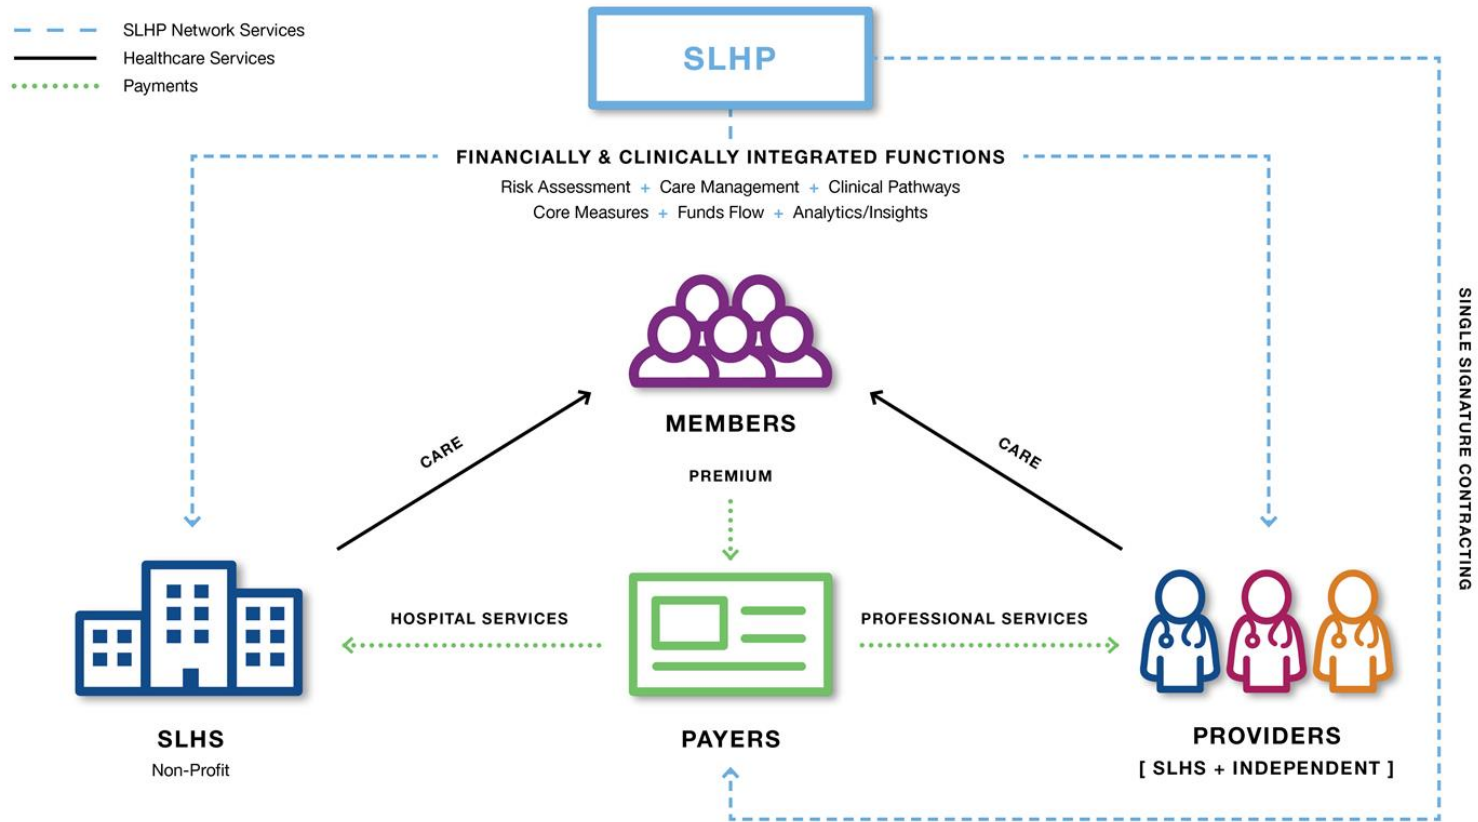 SLHP Network Services
Healthcare Services
Payments
SLHP
FINANCIALLY & CLINICALLY INTEGRATED FUNCTIONS
Risk Assessment + Care Management + Clinical Pathways
Core Measures + Funds Flow + Analytics/Insights
SINGLE SIGNATURE CONTRACTING
MEMBERS
CARE
CARE
PREMIUM
HOSPITAL SERVICES
PROFESSIONAL SERVICES
SLHS
Non-Profit
PAYERS
PROVIDERS
[ SLHS + INDEPENDENT ]